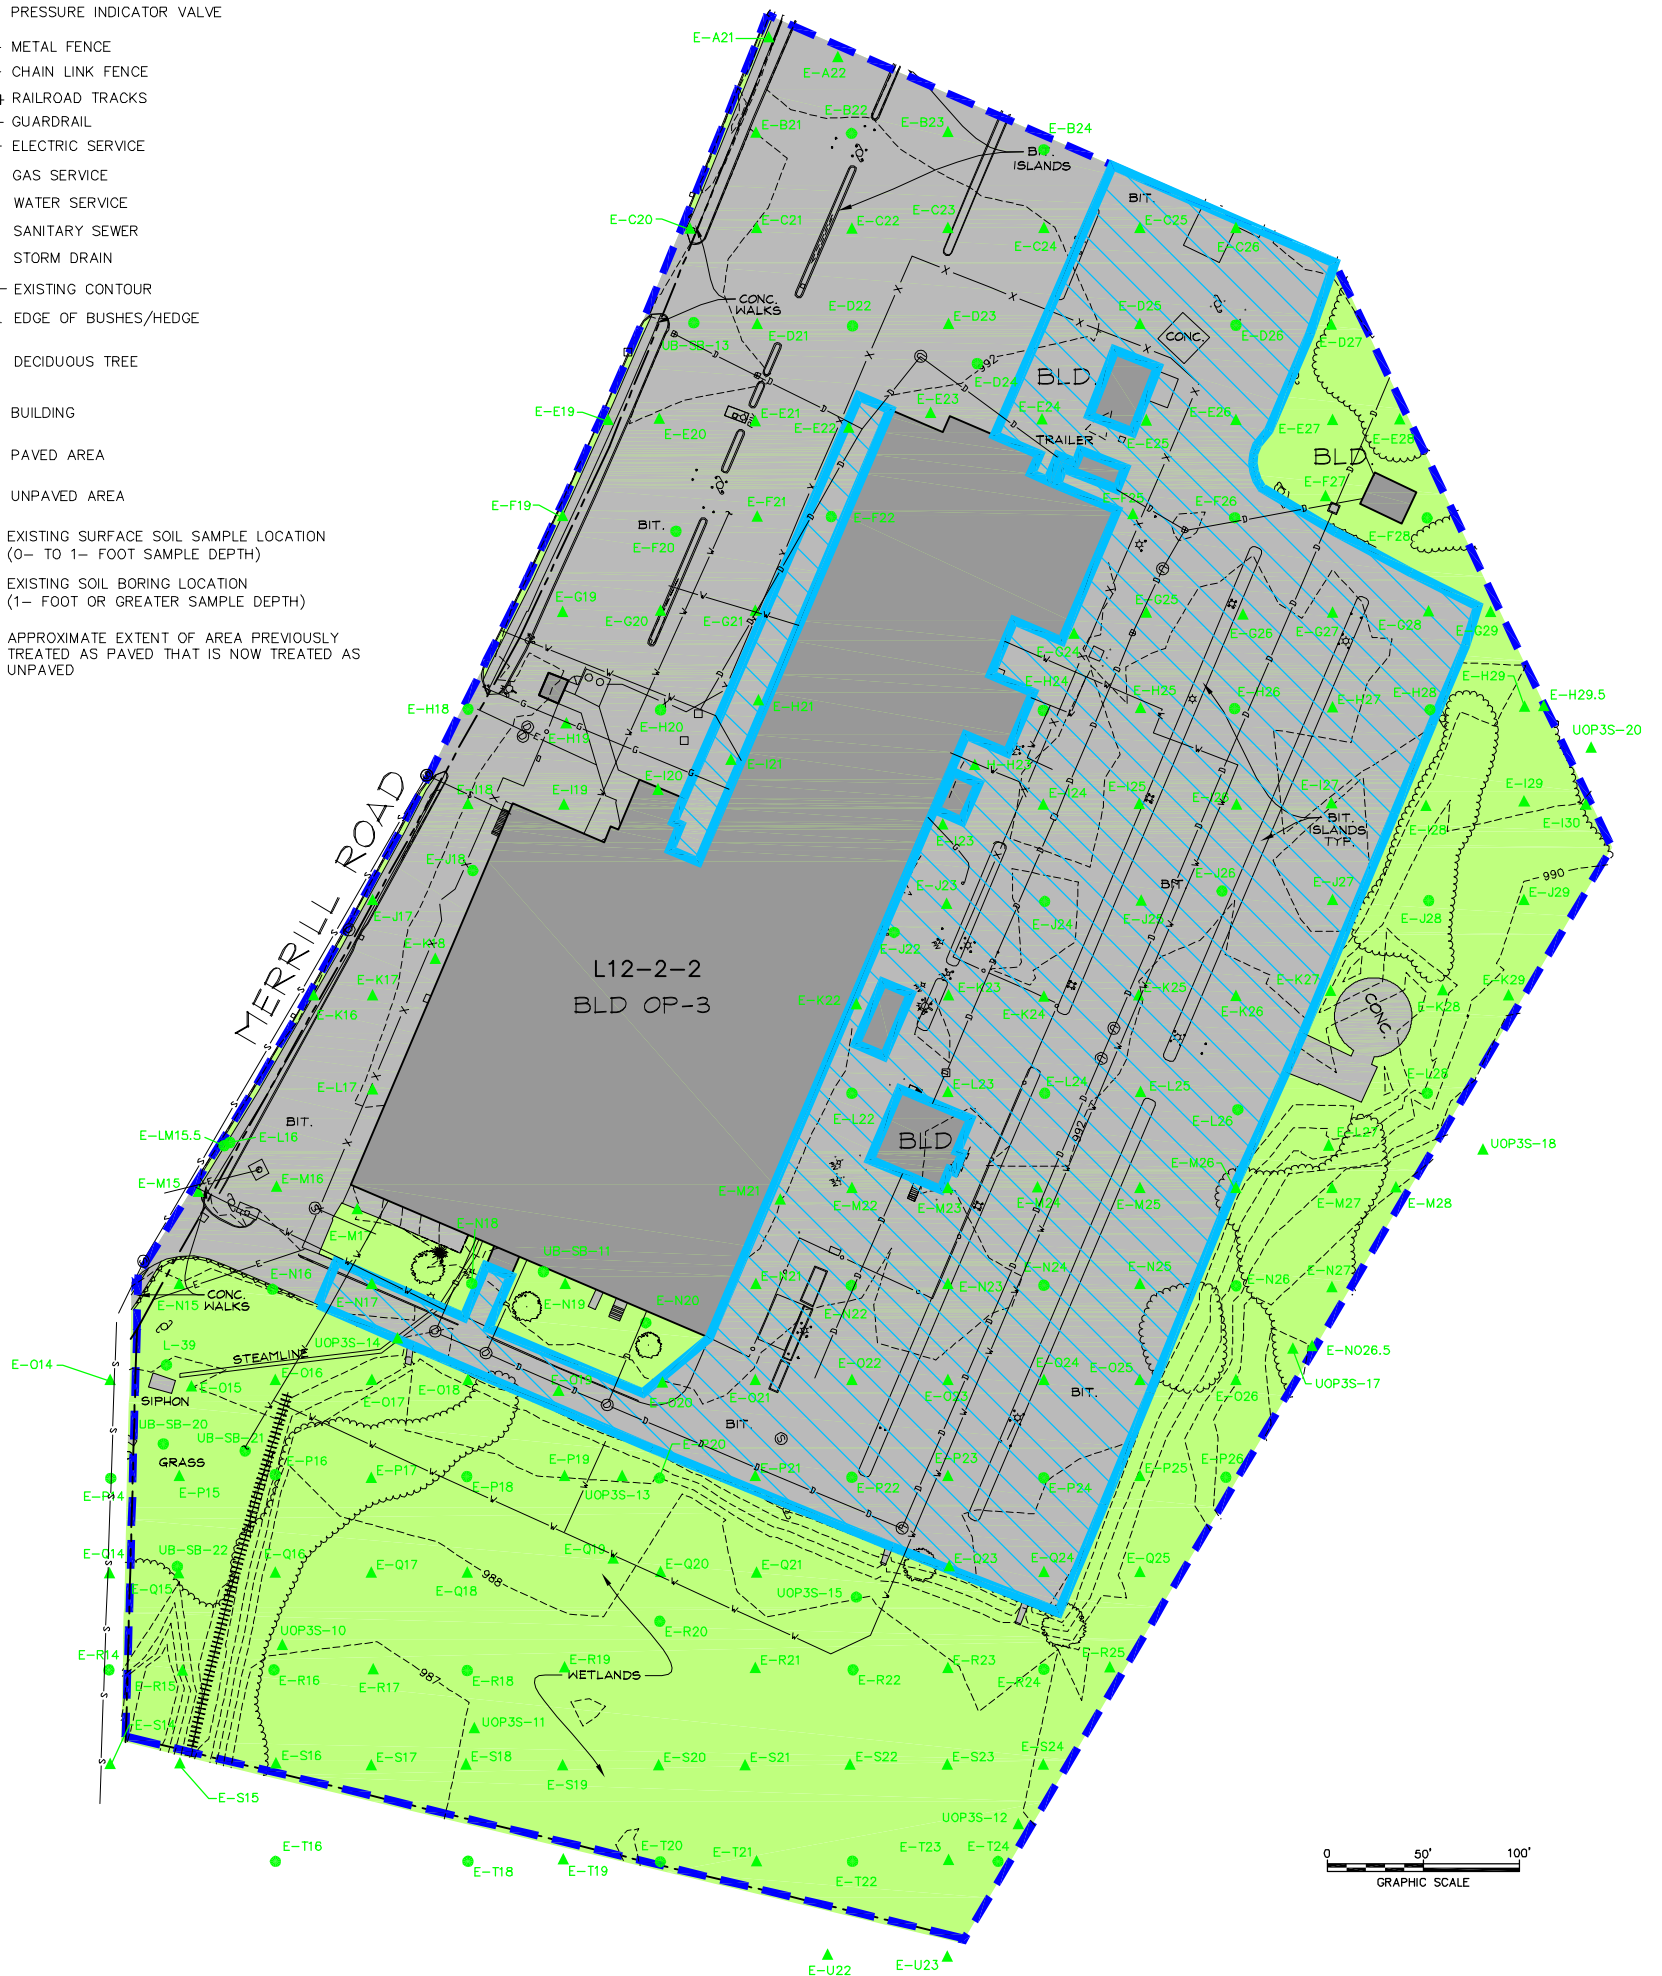 PRESSURE INDICATOR VALVE
METAL FENCE
CHAIN LINK FENCE
RAILROAD TRACKS
GUARDRAIL
ELECTRIC SERVICE
GAS SERVICE
WATER SERVICE
SANITARY SEWER
STORM DRAIN
EXISTING CONTOUR
EDGE OF BUSHES/HEDGE
DECIDUOUS TREE
BUILDING
PAVED AREA
UNPAVED AREA
EXISTING SURFACE SOIL SAMPLE LOCATION
(0– TO 1– FOOT SAMPLE DEPTH)
EXISTING SOIL BORING LOCATION
(1– FOOT OR GREATER SAMPLE DEPTH)
APPROXIMATE EXTENT OF AREA PREVIOUSLY
TREATED AS PAVED THAT IS NOW TREATED AS
UNPAVED
E–A21
E–A22
E–B21
E–B22
E–B23
E–B24
BIT.
ISLANDS
BIT.
E–C20
E–C21
E–C22
E–C23
E–C24
E–C25
E–C26
CONC.
WALKS
UB–SB–13
E–D21
E–D22
E–D23
E–D24
E–D25
E–D26
E–D27
992
CONC.
BLD.
E–E19
E–E20
E–E21
E–E22
E–E23
E–E24
E–E25
E–E26
E–E27
E–E28
TRAILER
BLD.
E–F19
BIT.
E–F20
E–F21
E–F22
E–F25
E–F26
E–F27
E–F28
E–G19
E–G20
E–G21
E–G24
E–G25
E–G26
E–G27
E–G28
E–G29
E–H18
E–H19
E–H20
E–H21
H–H23
E–H24
E–H25
E–H26
E–H27
E–H28
E–H29
E–H29.5
UOP3S–20
E–I18
E–I19
E–I20
E–I21
E–I23
E–I24
E–I25
E–I26
E–I27
E–I28
E–I29
E–I30
BIT.
ISLANDS
TYP.
MERRILL ROAD
E–J17
E–J18
E–J22
E–J23
E–J24
E–J25
E–J26
E–J27
E–J28
E–J29
BIT.
990
L12–2–2
BLD OP–3
E–K16
E–K17
E–K18
E–K22
E–K23
E–K24
E–K25
E–K26
E–K27
E–K28
E–K29
CONC.
E–LM15.5
E–L16
E–L17
E–L22
E–L23
E–L24
E–L25
E–L26
E–L27
E–L28
UOP3S–18
BIT.
BLD
992
E–M15
E–M16
E–M1
E–M21
E–M22
E–M23
E–M24
E–M25
E–M26
E–M27
E–M28
E–N15
E–N16
E–N17
E–N18
UB–SB–11
E–N19
E–N20
E–N21
E–N22
E–N23
E–N24
E–N25
E–N26
E–N27
E–NO26.5
UOP3S–17
CONC.
WALKS
L–39
STEAMLINE
UOP3S–14
E–O14
E–O15
E–O16
E–O17
E–O18
E–O19
E–O20
E–O21
E–O22
E–O23
E–O24
E–O25
E–O26
BIT.
BIT.
SIPHON
UB–SB–20
UB–SB–21
GRASS
E–P14
E–P15
E–P16
E–P17
E–P18
E–P19
UOP3S–13
E–P20
E–P21
E–P22
E–P23
E–P24
E–P25
E–P26
E–Q14
UB–SB–22
E–Q15
E–Q16
E–Q17
E–Q18
988
E–Q19
E–Q20
E–Q21
UOP3S–15
E–Q23
E–Q24
E–Q25
E–R14
E–R15
UOP3S–10
E–R16
E–R17
987
E–R18
E–R19
WETLANDS
E–R20
E–R21
E–R22
E–R23
E–R24
E–R25
E–S14
E–S15
E–S16
E–S17
UOP3S–11
E–S18
E–S19
E–S20
E–S21
E–S22
E–S23
E–S24
UOP3S–12
E–T16
E–T18
E–T19
E–T20
E–T21
E–T22
E–T23
E–T24
E–U22
E–U23
0 50' 100'
GRAPHIC SCALE